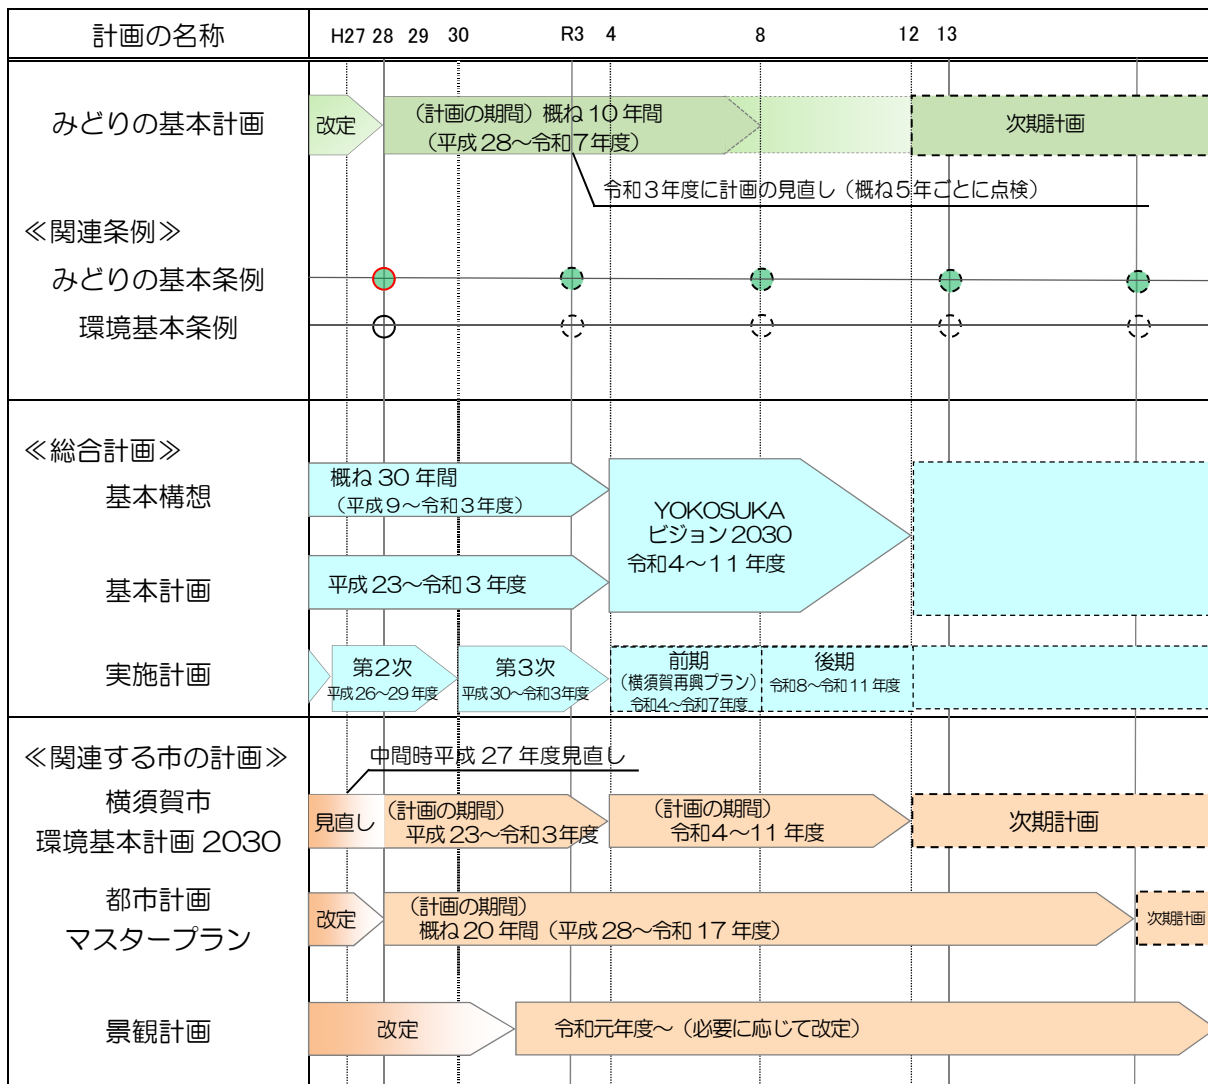 計画の名称
H27 28 29 30 R3 4 8 12 13
みどりの基本計画
改定
(計画の期間)概ね10年間
(平成28～令和7年度)
次期計画
令和3年度に計画の見直し(概ね5年ごとに点検)
≪関連条例≫
みどりの基本条例
環境基本条例
≪総合計画≫
基本構想
概ね30年間
(平成9～令和3年度)
YOKOSUKA
ビジョン2030
令和4～11年度
基本計画
平成23～令和3年度
実施計画
第2次
平成26～29年度
第3次
平成30～令和3年度
前期
(横須賀再興プラン)
令和4～令和7年度
後期
令和8～令和11年度
≪関連する市の計画≫
中間時平成27年度見直し
横須賀市
環境基本計画2030
見直し
(計画の期間)
平成23～令和3年度
(計画の期間)
令和4～11年度
次期計画
都市計画
マスタープラン
改定
(計画の期間)
概ね20年間(平成28～令和17年度)
次期計画
景観計画
改定
令和元年度～(必要に応じて改定)